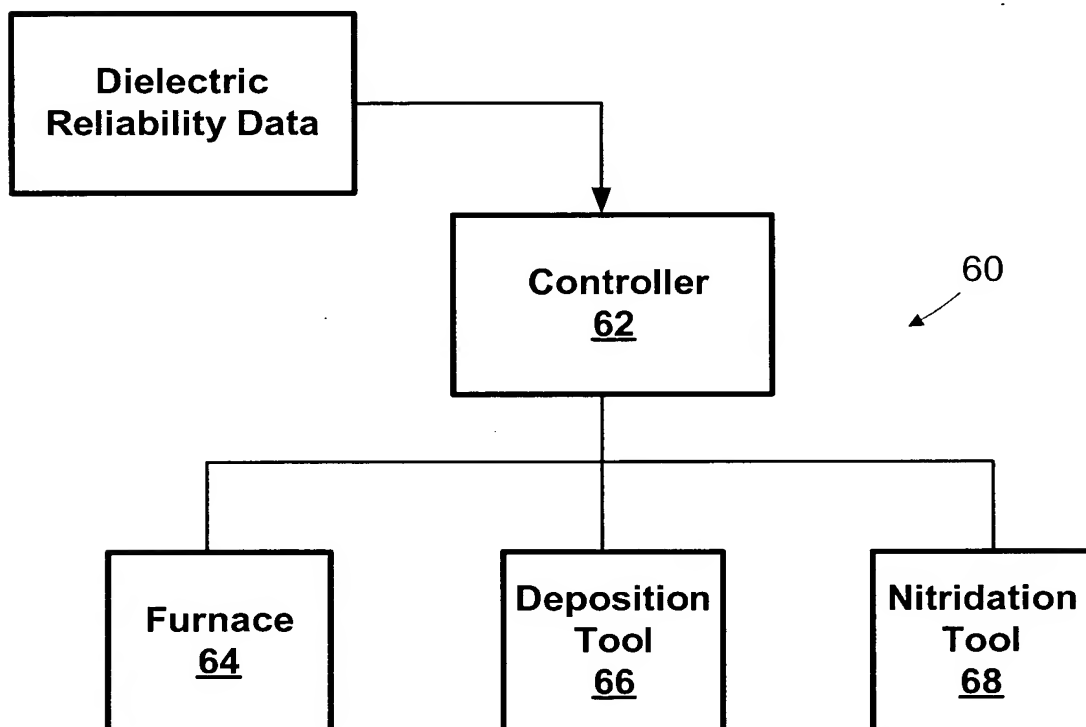 Dielectric
Reliability Data
Controller
62
60
Furnace
64
Deposition
Tool
66
Nitridation
Tool
68